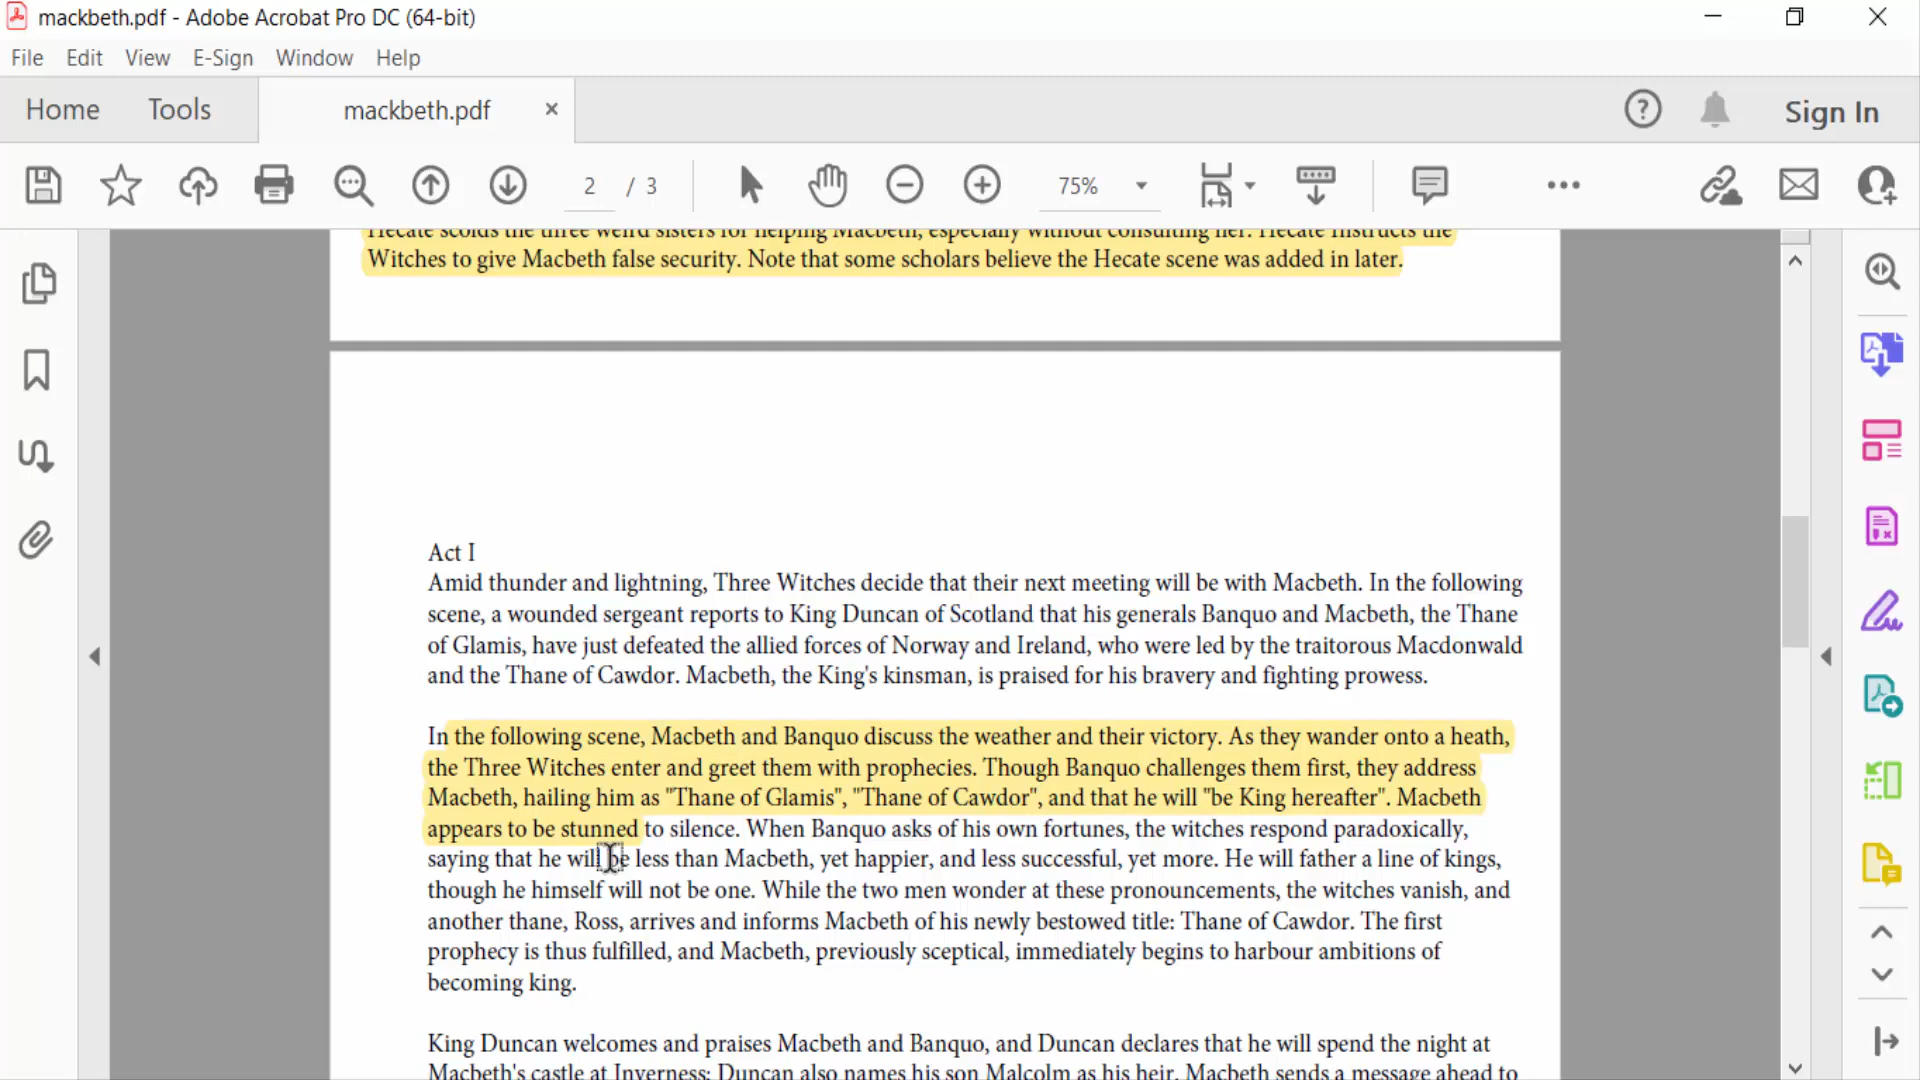 mackbeth.pdf - Adobe Acrobat Pro DC (64-bit)
File Edit View E-Sign Window Help
Home Tools mackbeth.pdf × Sign In
2 / 3 75%
Hecate scolds the three weird sisters for helping Macbeth, especially without consulting her. Hecate instructs the
Witches to give Macbeth false security. Note that some scholars believe the Hecate scene was added in later.
Act I
Amid thunder and lightning, Three Witches decide that their next meeting will be with Macbeth. In the following
scene, a wounded sergeant reports to King Duncan of Scotland that his generals Banquo and Macbeth, the Thane
of Glamis, have just defeated the allied forces of Norway and Ireland, who were led by the traitorous Macdonwald
and the Thane of Cawdor. Macbeth, the King's kinsman, is praised for his bravery and fighting prowess.
In the following scene, Macbeth and Banquo discuss the weather and their victory. As they wander onto a heath,
the Three Witches enter and greet them with prophecies. Though Banquo challenges them first, they address
Macbeth, hailing him as "Thane of Glamis", "Thane of Cawdor", and that he will "be King hereafter". Macbeth
appears to be stunned to silence. When Banquo asks of his own fortunes, the witches respond paradoxically,
saying that he will be less than Macbeth, yet happier, and less successful, yet more. He will father a line of kings,
though he himself will not be one. While the two men wonder at these pronouncements, the witches vanish, and
another thane, Ross, arrives and informs Macbeth of his newly bestowed title: Thane of Cawdor. The first
prophecy is thus fulfilled, and Macbeth, previously sceptical, immediately begins to harbour ambitions of
becoming king.
King Duncan welcomes and praises Macbeth and Banquo, and Duncan declares that he will spend the night at
Macbeth's castle at Inverness; Duncan also names his son Malcolm as his heir. Macbeth sends a message ahead to